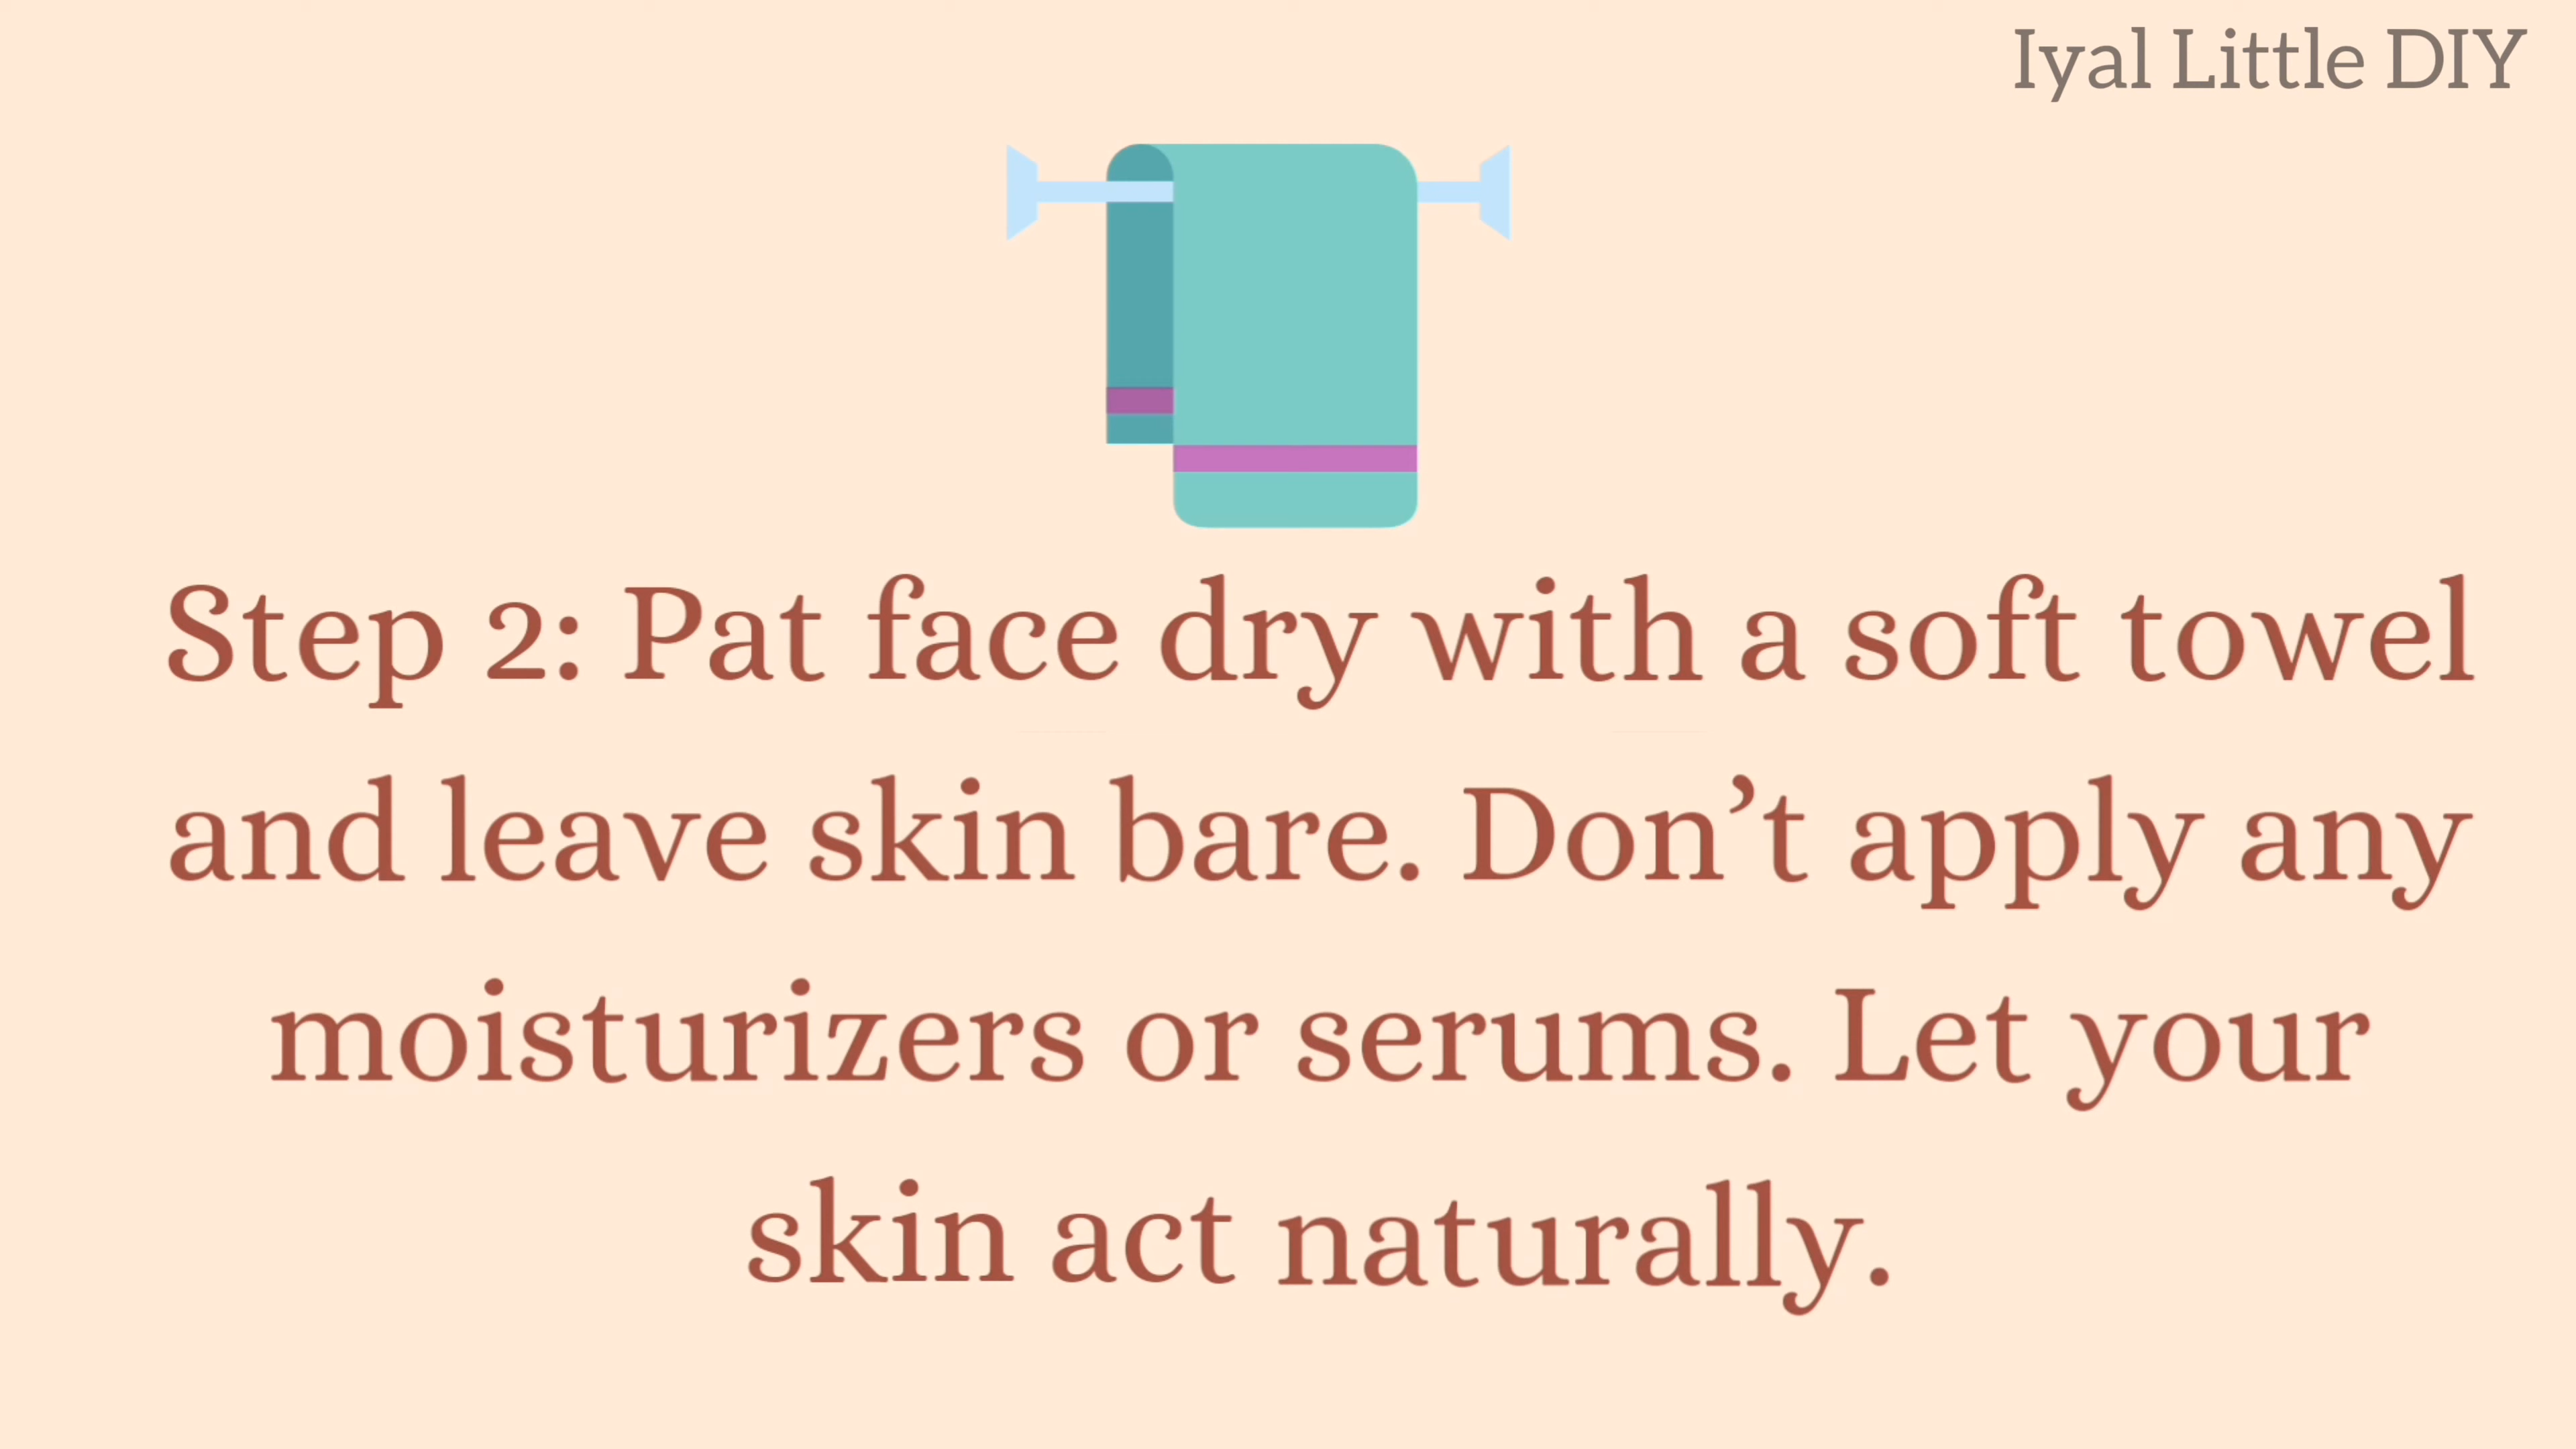 Iyal Little DIY
Step 2: Pat face dry with a soft towel
and leave skin bare. Don’t apply any
moisturizers or serums. Let your
skin act naturally.